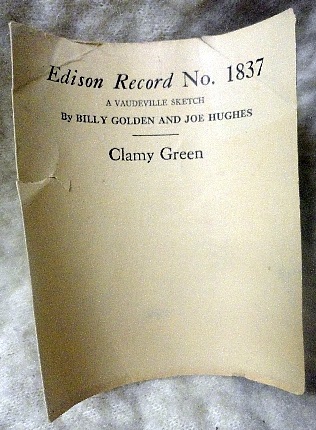 Edison Record No. 1837
A VAUDEVILLE SKETCH
By BILLY GOLDEN AND JOE HUGHES
Clamy Green